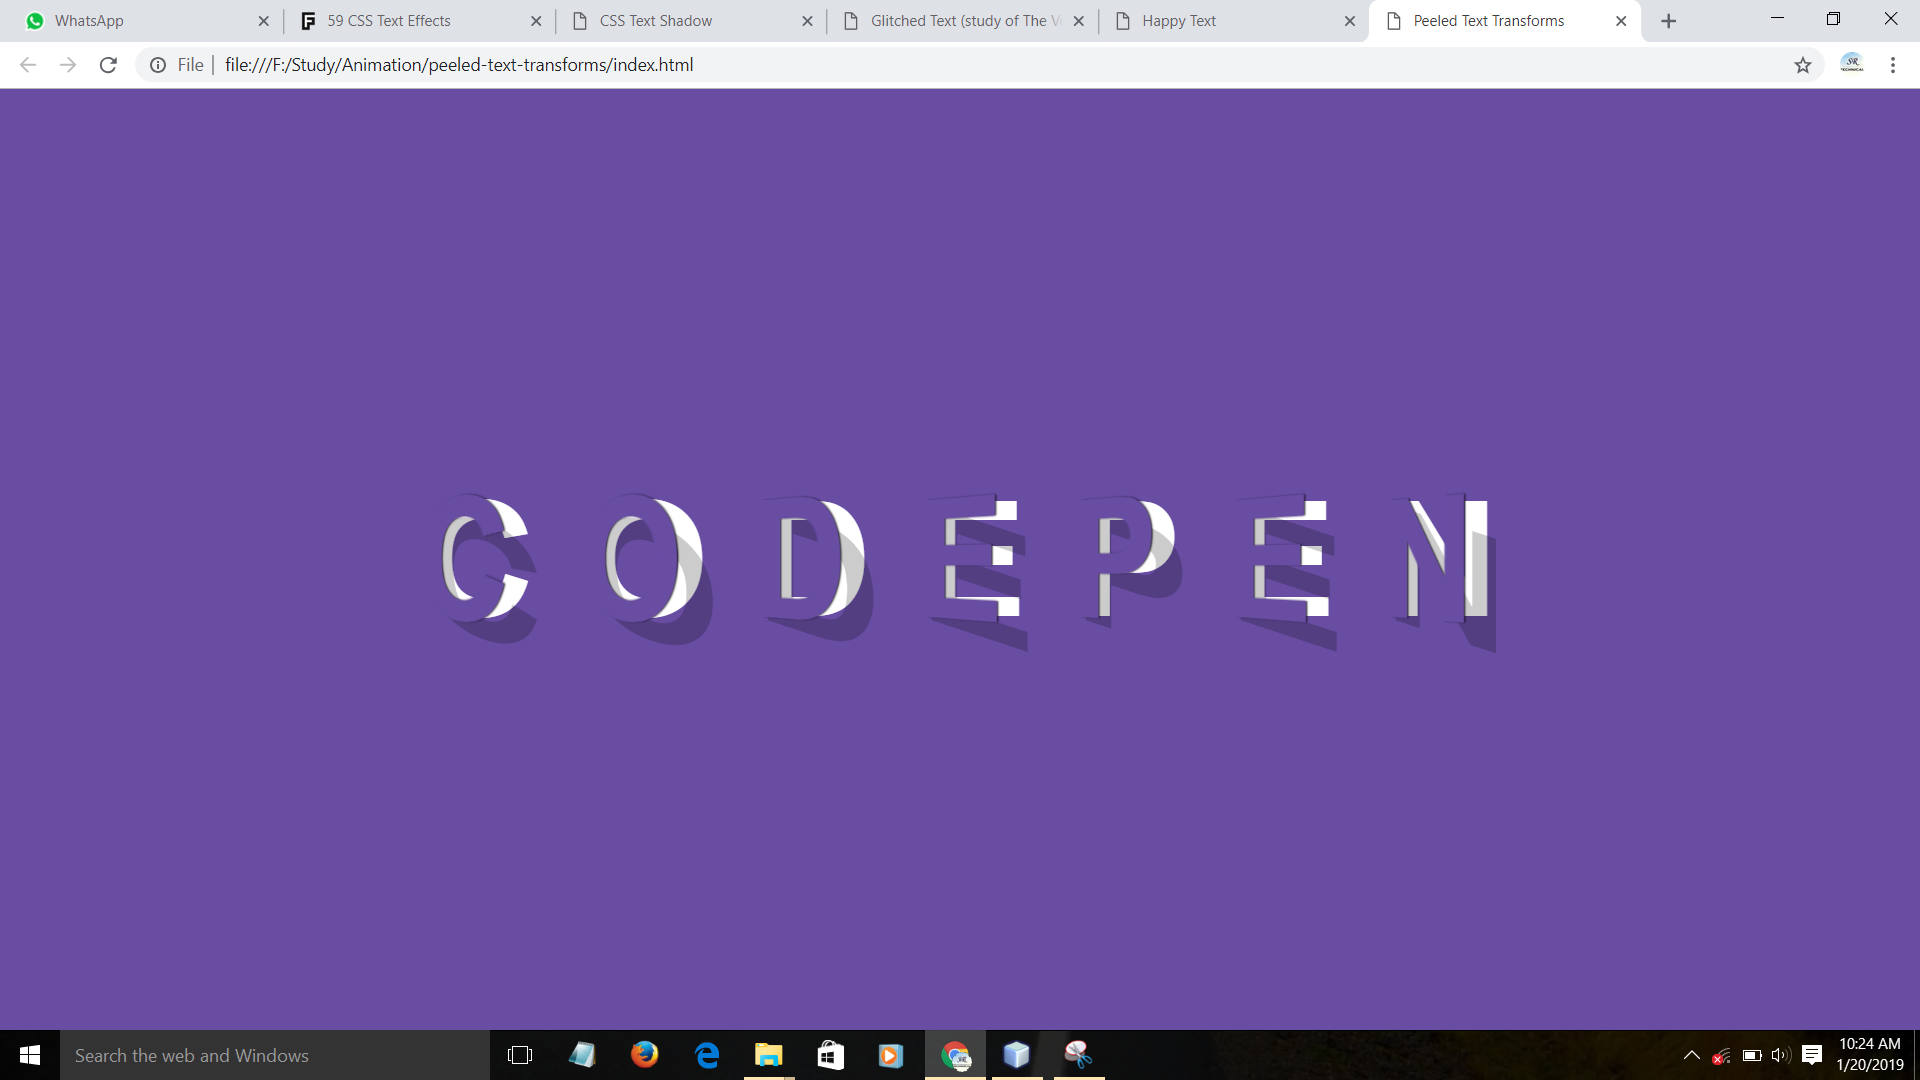 WhatsApp
59 CSS Text Effects
CSS Text Shadow
Glitched Text (study of The V
Happy Text
Peeled Text Transforms
File
file:///F:/Study/Animation/peeled-text-transforms/index.html
SR
TECHNICAL
CODEPEN
Search the web and Windows
10:24 AM
1/20/2019